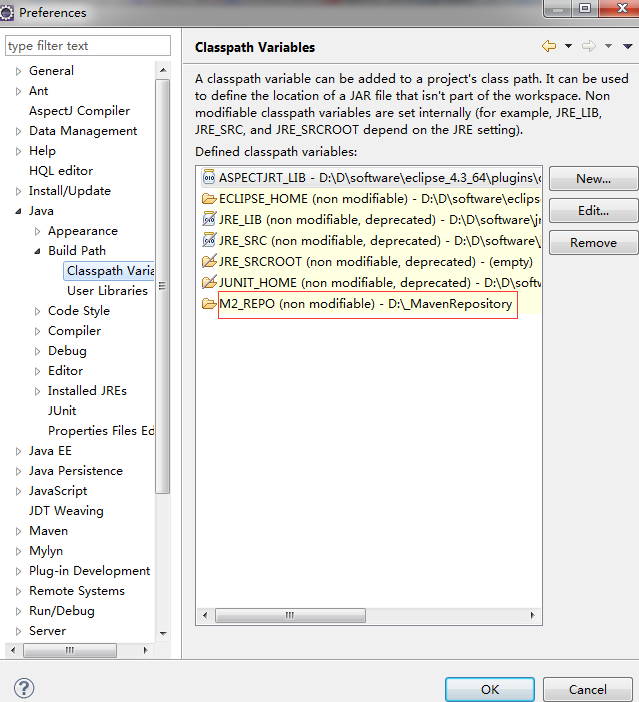 Preferences
type filter text
General
Ant
AspectJ Compiler
Data Management
Help
HQL editor
Install/Update
Java
Appearance
Build Path
Classpath Varia
User Libraries
Code Style
Compiler
Debug
Editor
Installed JREs
JUnit
Properties Files Ed
Java EE
Java Persistence
JavaScript
JDT Weaving
Maven
Mylyn
Plug-in Development
Remote Systems
Run/Debug
Server
Classpath Variables
A classpath variable can be added to a project's class path. It can be used
to define the location of a JAR file that isn't part of the workspace. Non
modifiable classpath variables are set internally (for example, JRE_LIB,
JRE_SRC, and JRE_SRCROOT depend on the JRE setting).
Defined classpath variables:
ASPECTJRT_LIB - D:\D\software\eclipse_4.3_64\plugins\
ECLIPSE_HOME (non modifiable) - D:\D\software\eclips
JRE_LIB (non modifiable, deprecated) - D:\D\software\j
JRE_SRC (non modifiable, deprecated) - D:\D\software\
JRE_SRCROOT (non modifiable, deprecated) - (empty)
JUNIT_HOME (non modifiable, deprecated) - D:\D\soft
M2_REPO (non modifiable) - D:\_MavenRepository
New...
Edit...
Remove
OK
Cancel